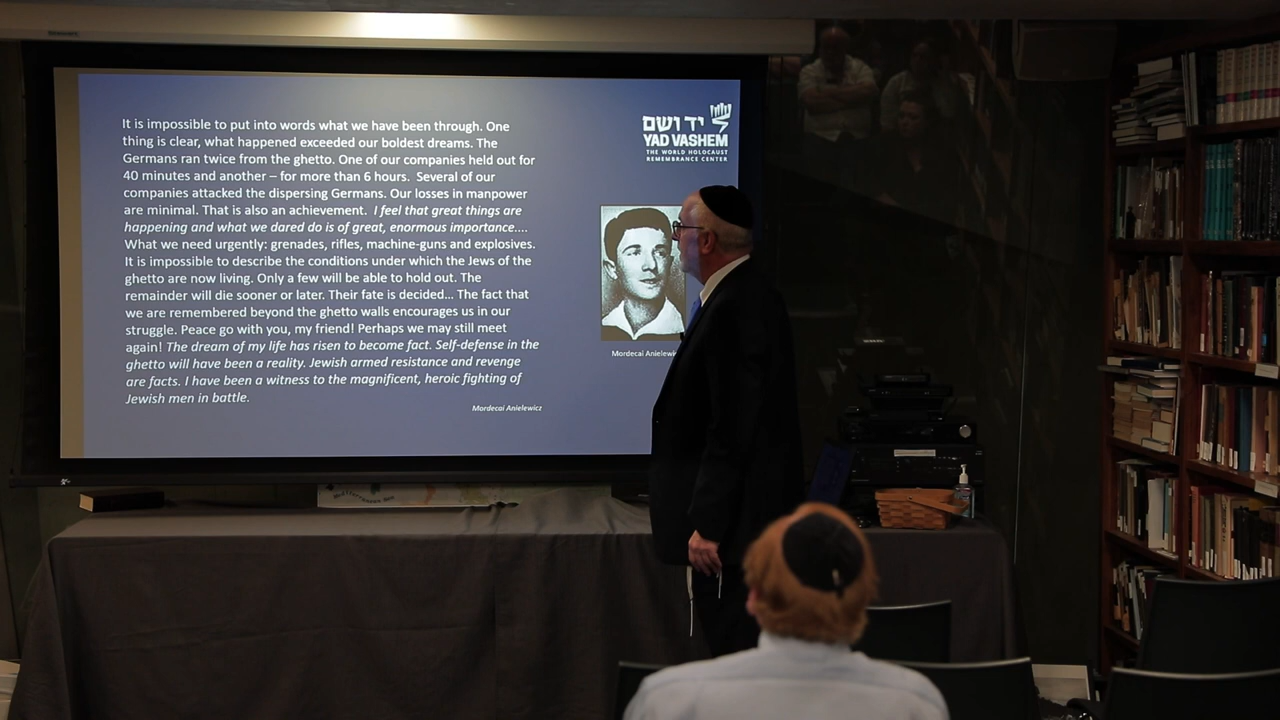 It is impossible to put into words what we have been through. One
thing is clear, what happened exceeded our boldest dreams. The
Germans ran twice from the ghetto. One of our companies held out for
40 minutes and another – for more than 6 hours. Several of our
companies attacked the dispersing Germans. Our losses in manpower
are minimal. That is also an achievement. I feel that great things are
happening and what we dared do is of great, enormous importance....
What we need urgently: grenades, rifles, machine-guns and explosives.
It is impossible to describe the conditions under which the Jews of the
ghetto are now living. Only a few will be able to hold out. The
remainder will die sooner or later. Their fate is decided... The fact that
we are remembered beyond the ghetto walls encourages us in our
struggle. Peace go with you, my friend! Perhaps we may still meet
again! The dream of my life has risen to become fact. Self-defense in the
ghetto will have been a reality. Jewish armed resistance and revenge
are facts. I have been a witness to the magnificent, heroic fighting of
Jewish men in battle.
Mordecai Anielewicz
יד ושם
YAD VASHEM
THE WORLD HOLOCAUST
REMEMBRANCE CENTER
Mordecai Anielewic
Mediterranean Sea